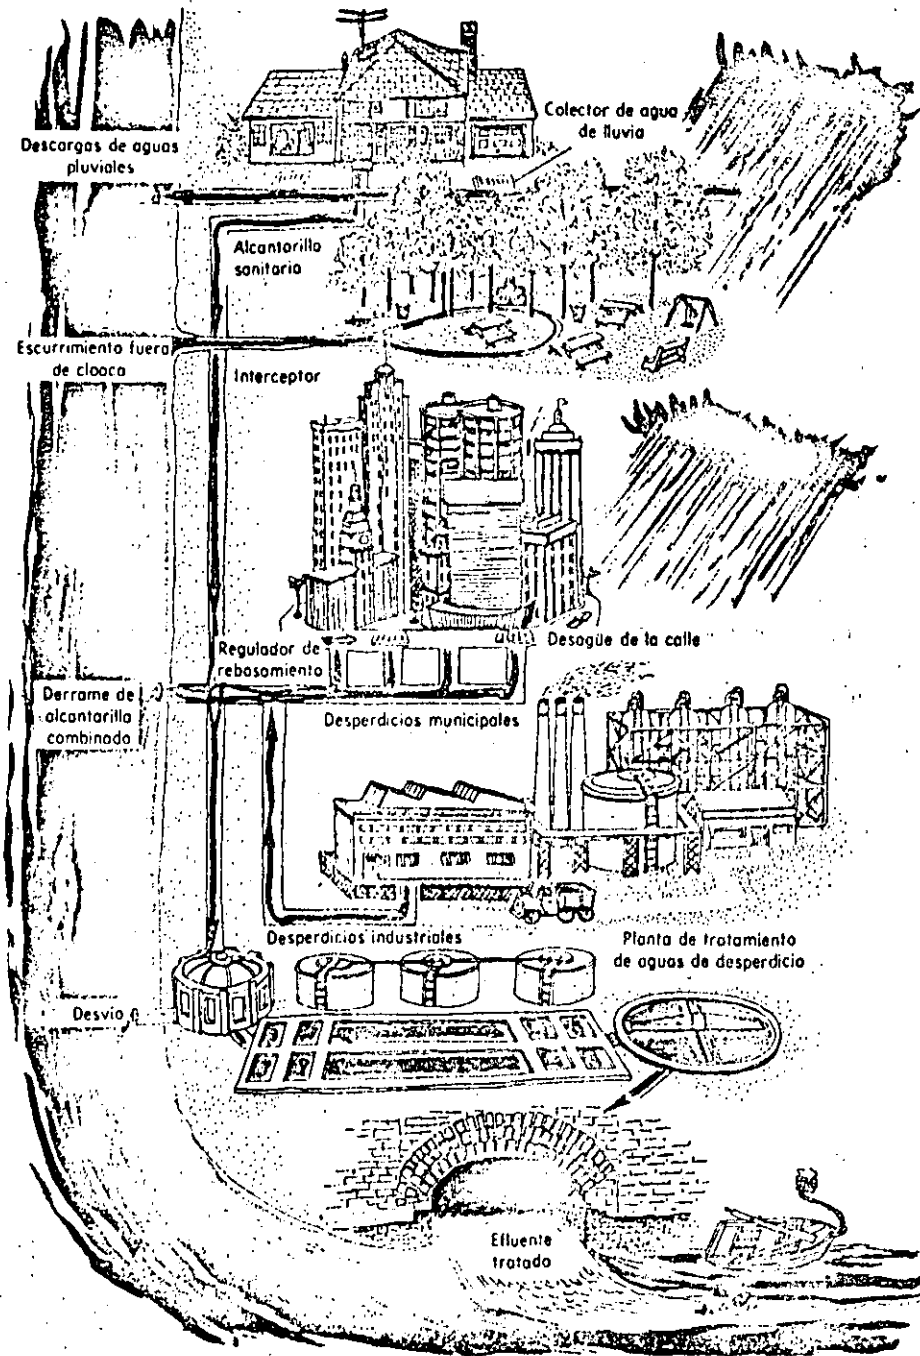 Colector de agua
de lluvia
Descargas de aguas
pluviales
Alcantarilla
sanitaria
Escurrimiento fuera
de cloaca
Interceptor
Regulador de
rebosamiento
Desagüe de la calle
Derrame de
alcantarilla
combinada
Desperdicios municipales
Desperdicios industriales
Planta de tratamiento
de aguas de desperdicio
Desvío
Efluente
tratado